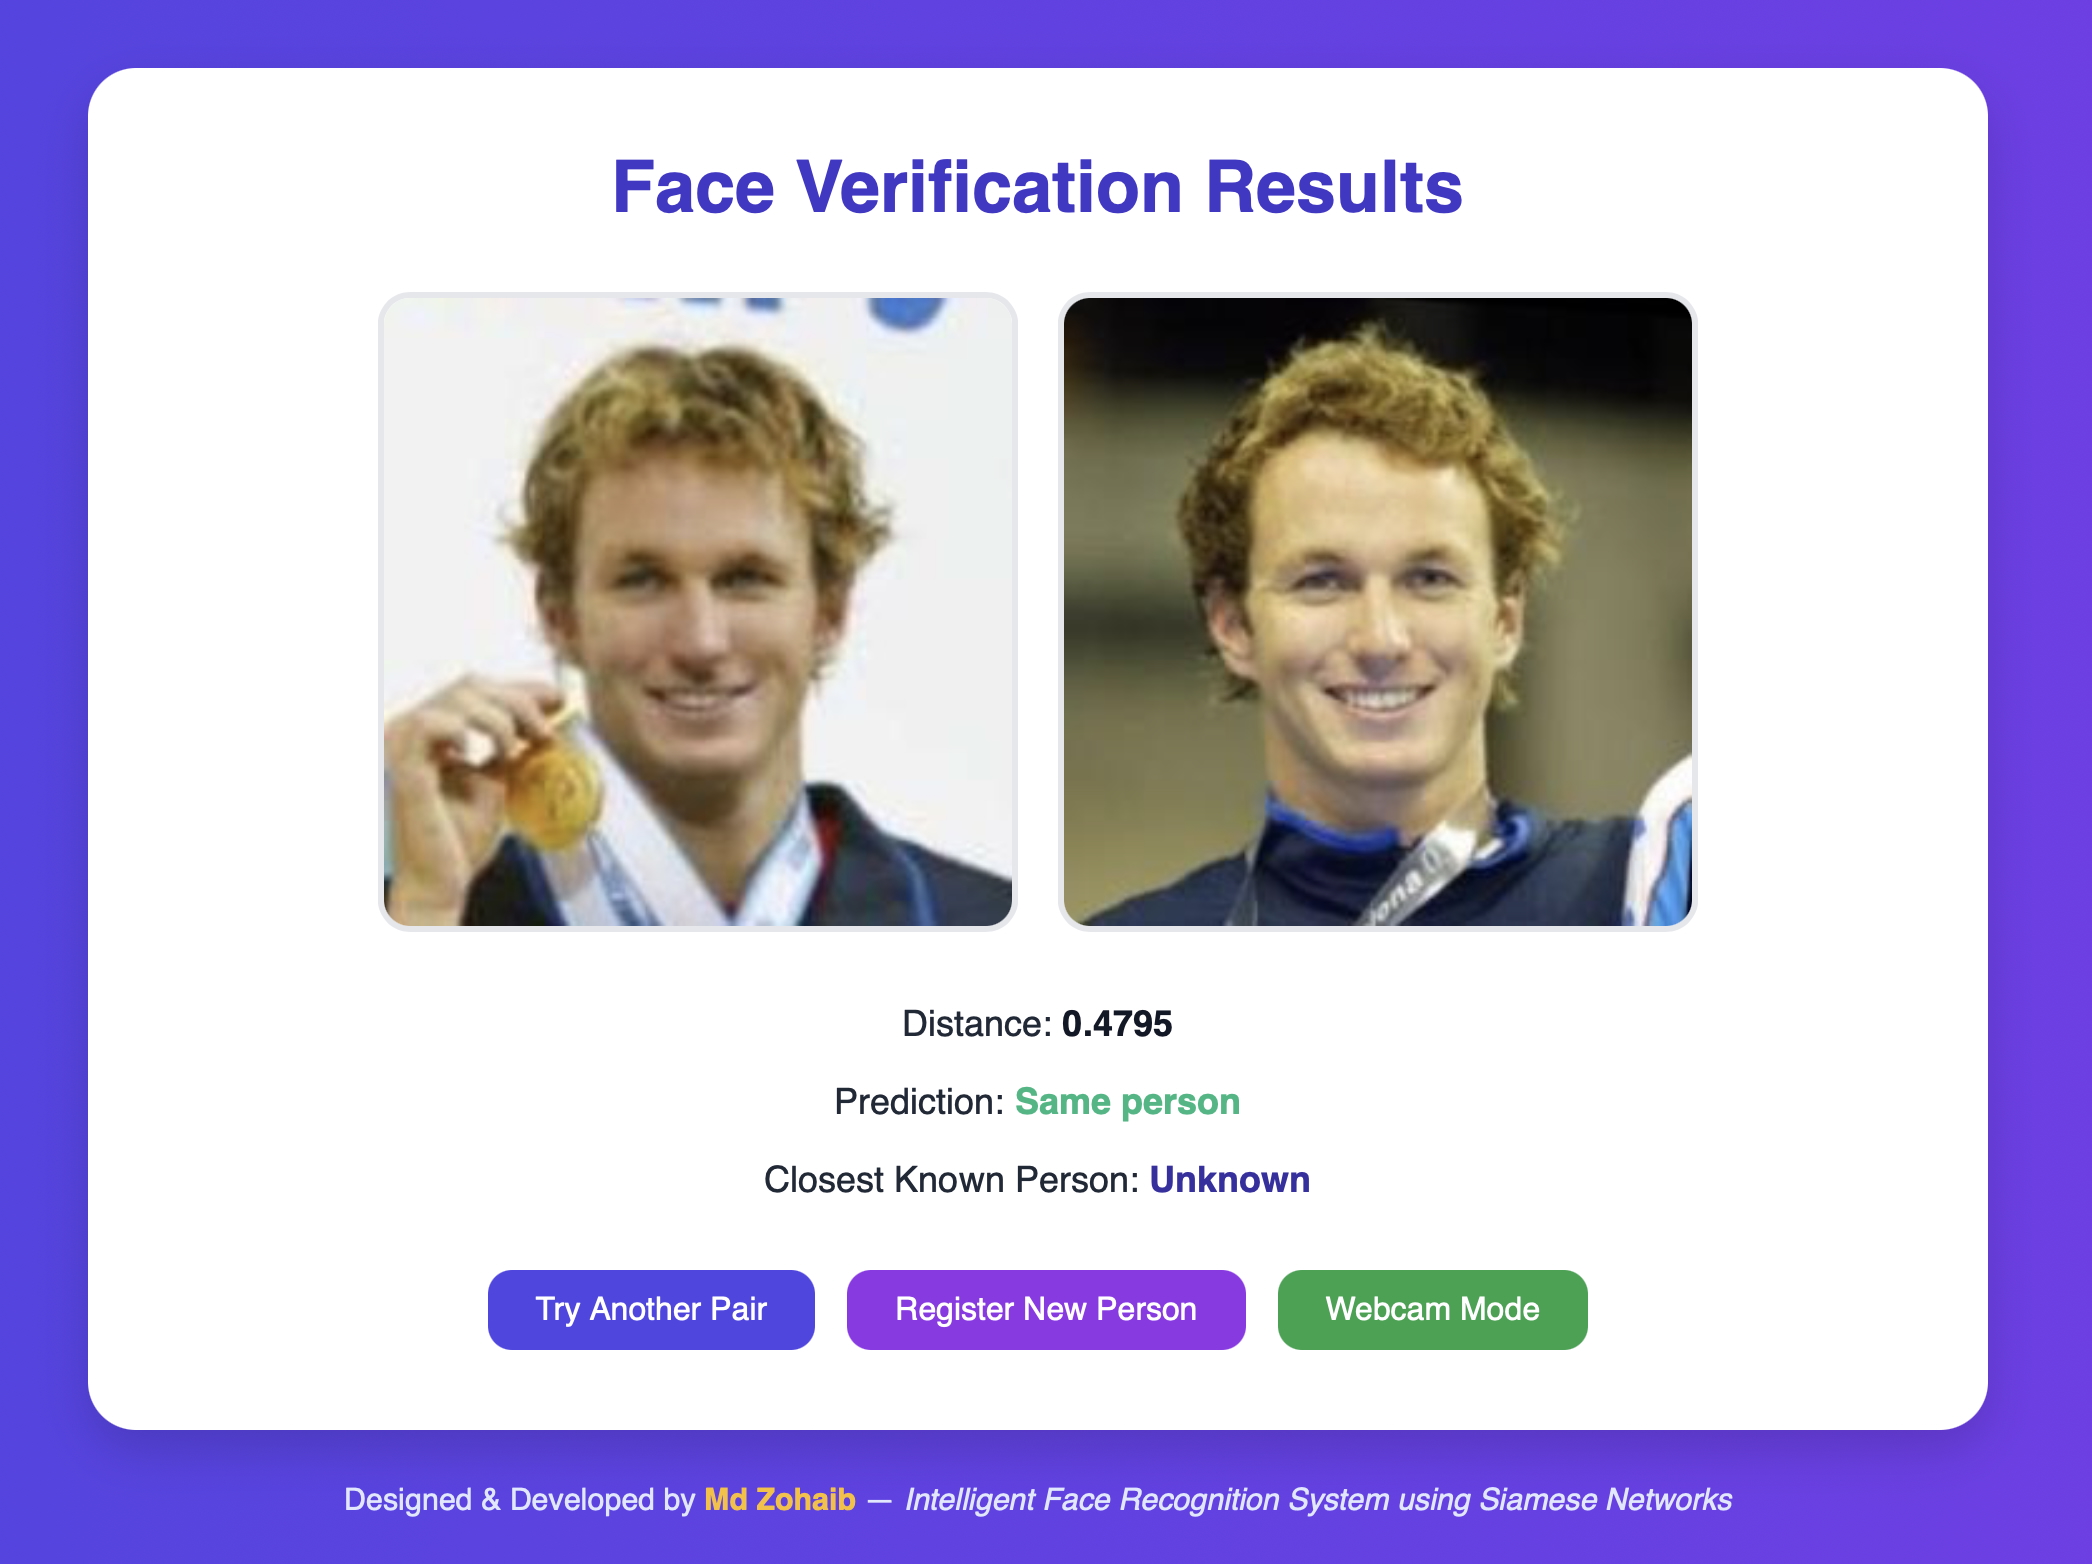 Face Verification Results
ona
Distance: 0.4795
Prediction: Same person
Closest Known Person: Unknown
Try Another Pair
Register New Person
Webcam Mode
Designed & Developed by Md Zohaib — Intelligent Face Recognition System using Siamese Networks